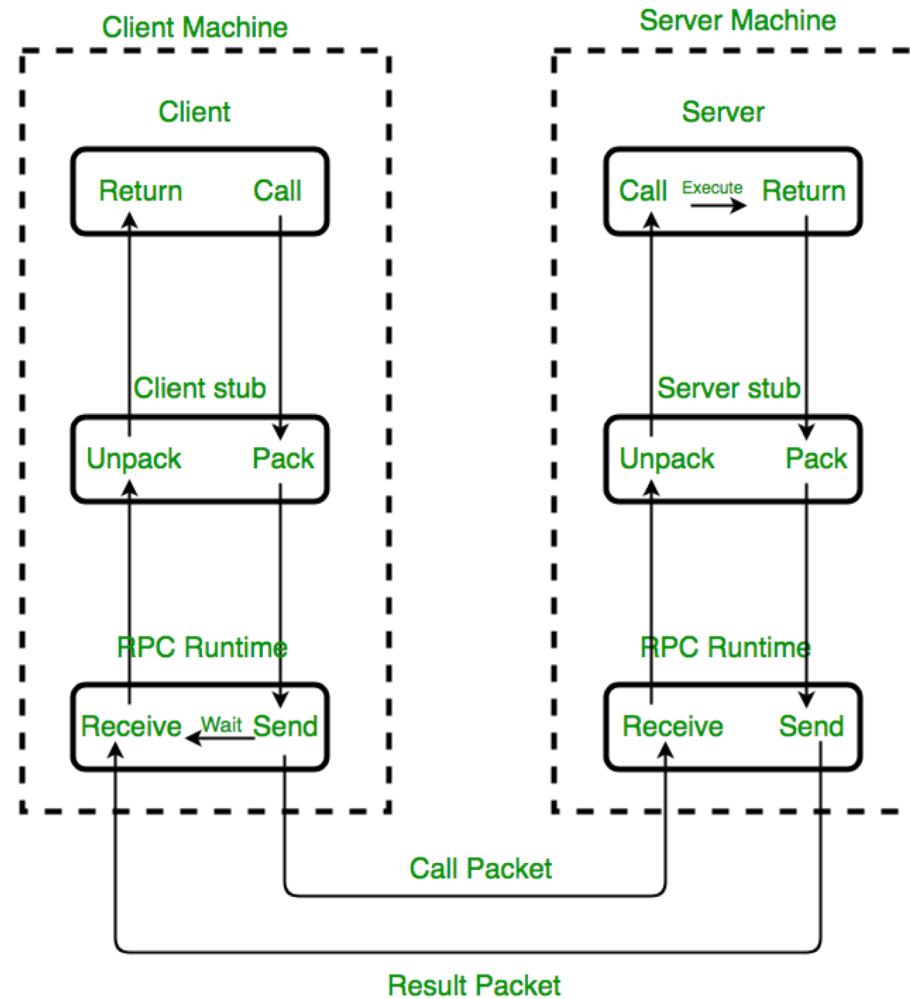 Client Machine
Server Machine
Client
Server
Return Call
Call Execute Return
Client stub
Server stub
Unpack Pack
Unpack Pack
RPC Runtime
RPC Runtime
Receive Wait Send
Receive Send
Call Packet
Result Packet